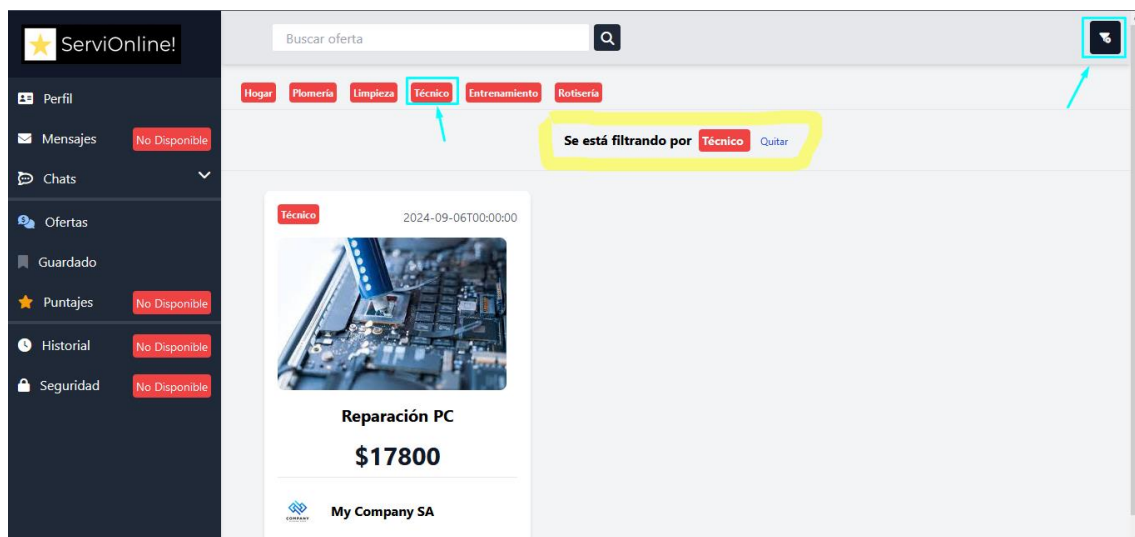 ServiOnline!
Perfil
Mensajes No Disponible
Chats
Ofertas
Guardado
Puntajes No Disponible
Historial No Disponible
Seguridad No Disponible
Buscar oferta
Hogar Plomería Limpieza Técnico Entrenamiento Rotisería
Se está filtrando por Técnico Quitar
Técnico 2024-09-06T00:00:00
Reparación PC
$17800
COMPANY
My Company SA